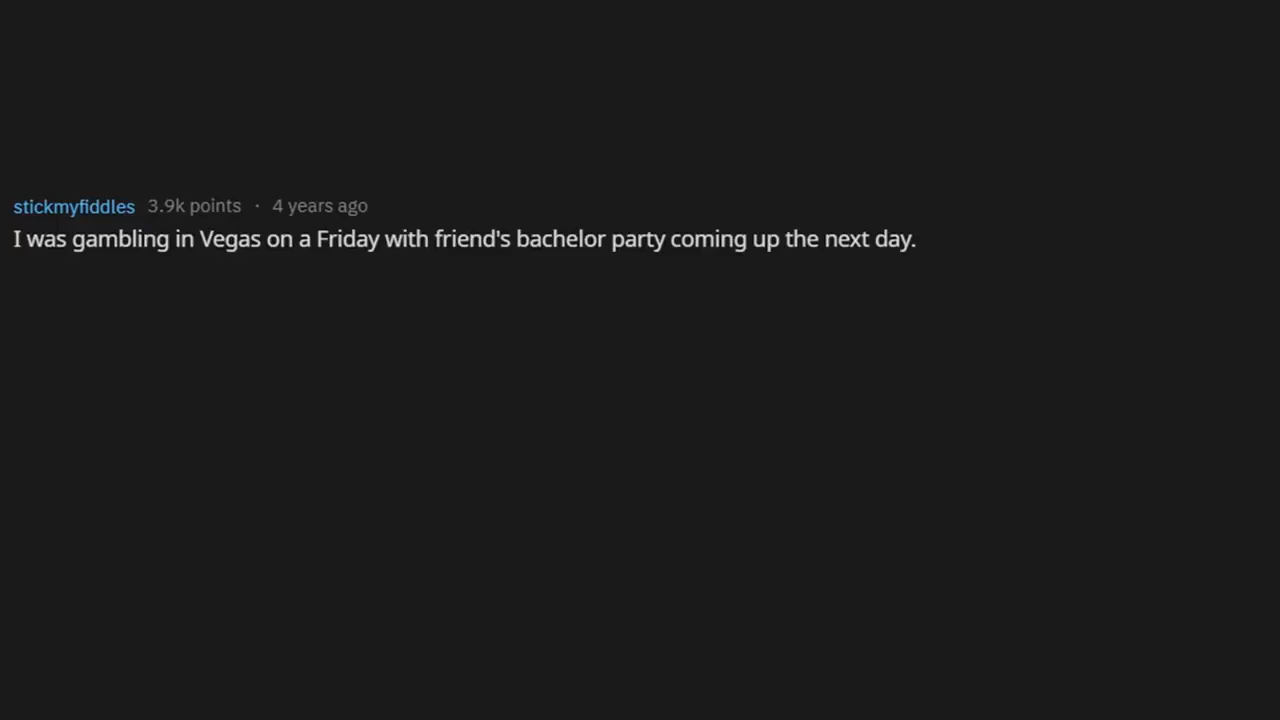 stickmyfiddles 3.9k points · 4 years ago
I was gambling in Vegas on a Friday with friend's bachelor party coming up the next day.